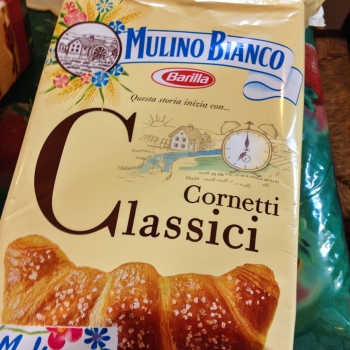 MULINO BIANCO
Barilla
Questa storia inizia con...
Cornetti
Classici